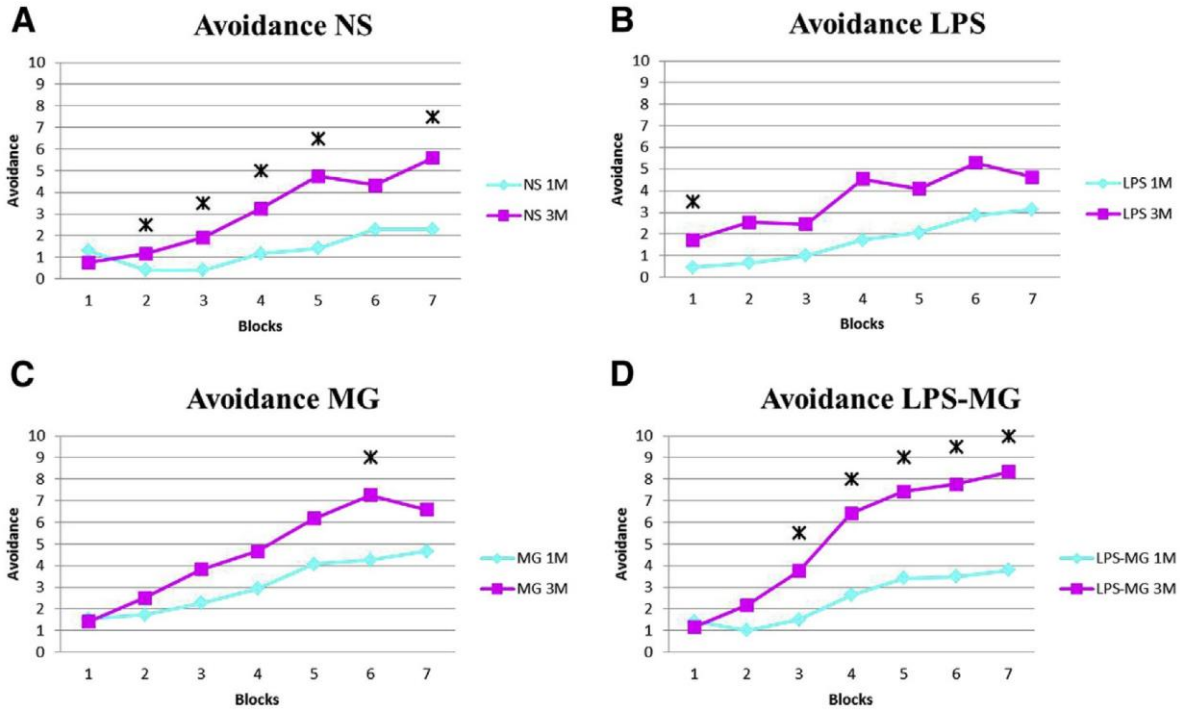 A
Avoidance NS
10
9
8
7
6
5
4
3
2
1
0
Avoidance
1 2 3 4 5 6 7
Blocks
NS 1M
NS 3M
B
Avoidance LPS
10
9
8
7
6
5
4
3
2
1
0
Avoidance
1 2 3 4 5 6 7
Blocks
LPS 1M
LPS 3M
C
Avoidance MG
10
9
8
7
6
5
4
3
2
1
0
Avoidance
1 2 3 4 5 6 7
Blocks
MG 1M
MG 3M
D
Avoidance LPS-MG
10
9
8
7
6
5
4
3
2
1
0
Avoidance
1 2 3 4 5 6 7
Blocks
LPS-MG 1M
LPS-MG 3M